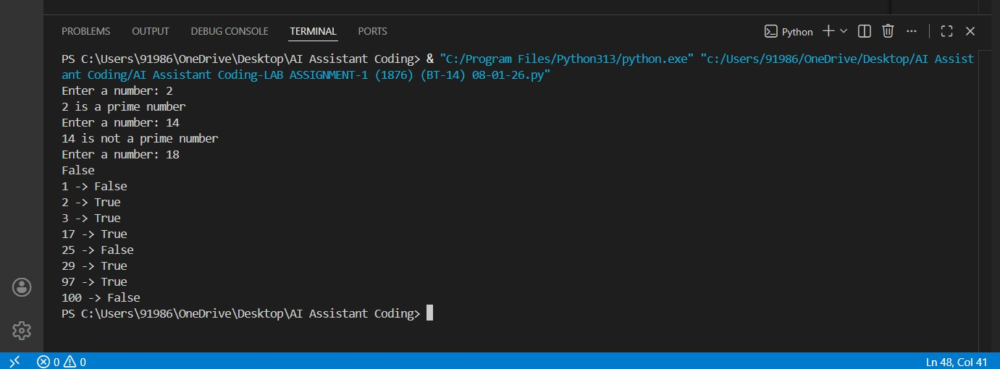 PROBLEMS OUTPUT DEBUG CONSOLE TERMINAL PORTS Python
PS C:\Users\91986\OneDrive\Desktop\AI Assistant Coding> & "C:/Program Files/Python313/python.exe" "c:/Users/91986/OneDrive/Desktop/AI Assist
ant Coding/AI Assistant Coding-LAB ASSIGNMENT-1 (1876) (BT-14) 08-01-26.py"
Enter a number: 2
2 is a prime number
Enter a number: 14
14 is not a prime number
Enter a number: 18
False
1 -> False
2 -> True
3 -> True
17 -> True
25 -> False
29 -> True
97 -> True
100 -> False
PS C:\Users\91986\OneDrive\Desktop\AI Assistant Coding>
0 0 Ln 48, Col 41